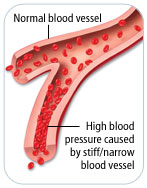 Normal blood vessel
High blood
pressure caused
by stiff/narrow
blood vessel